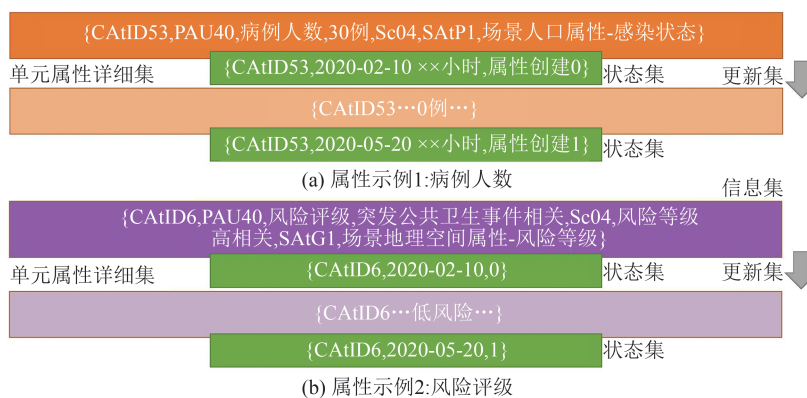 {CAtID53,PAU40,病例人数,30例,Sc04,SAtP1,场景人口属性-感染状态}
单元属性详细集 {CAtID53,2020-02-10 ××小时,属性创建0} 状态集 更新集
{CAtID53…0例…}
{CAtID53,2020-05-20 ××小时,属性创建1} 状态集
(a) 属性示例1:病例人数
信息集
{CAtID6,PAU40,风险评级,突发公共卫生事件相关,Sc04,风险等级
高相关,SAtG1,场景地理空间属性-风险等级}
单元属性详细集 {CAtID6,2020-02-10,0} 状态集 更新集
{CAtID6…低风险…}
{CAtID6,2020-05-20,1} 状态集
(b) 属性示例2:风险评级